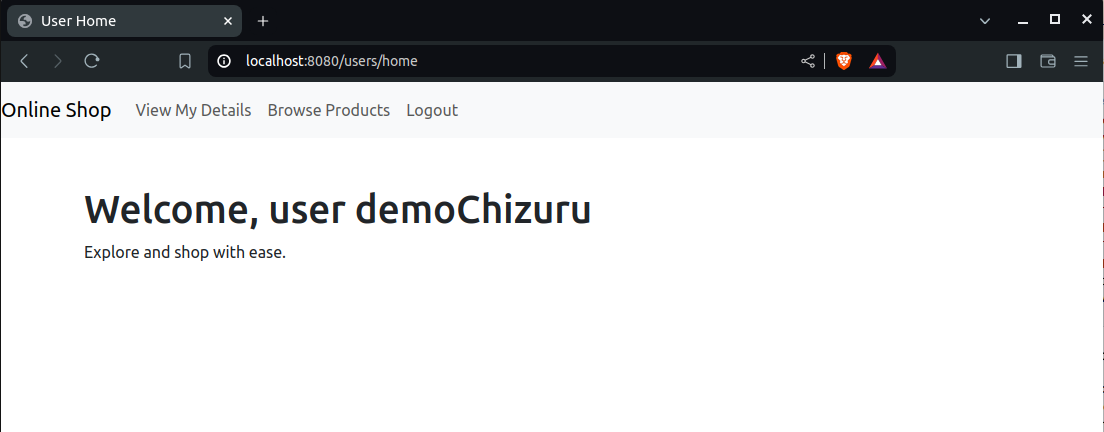 User Home
localhost:8080/users/home
Online Shop View My Details Browse Products Logout
Welcome, user demoChizuru
Explore and shop with ease.